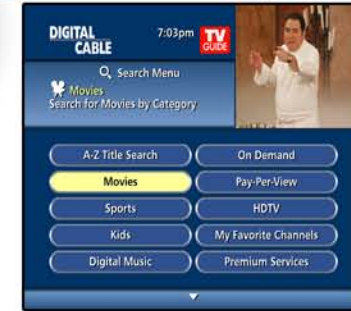 DIGITAL
CABLE
7:03pm
TV
GUIDE
Search Menu
Movies
Search for Movies by Category
A-Z Title Search
On Demand
Movies
Pay-Per-View
Sports
HDTV
Kids
My Favorite Channels
Digital Music
Premium Services